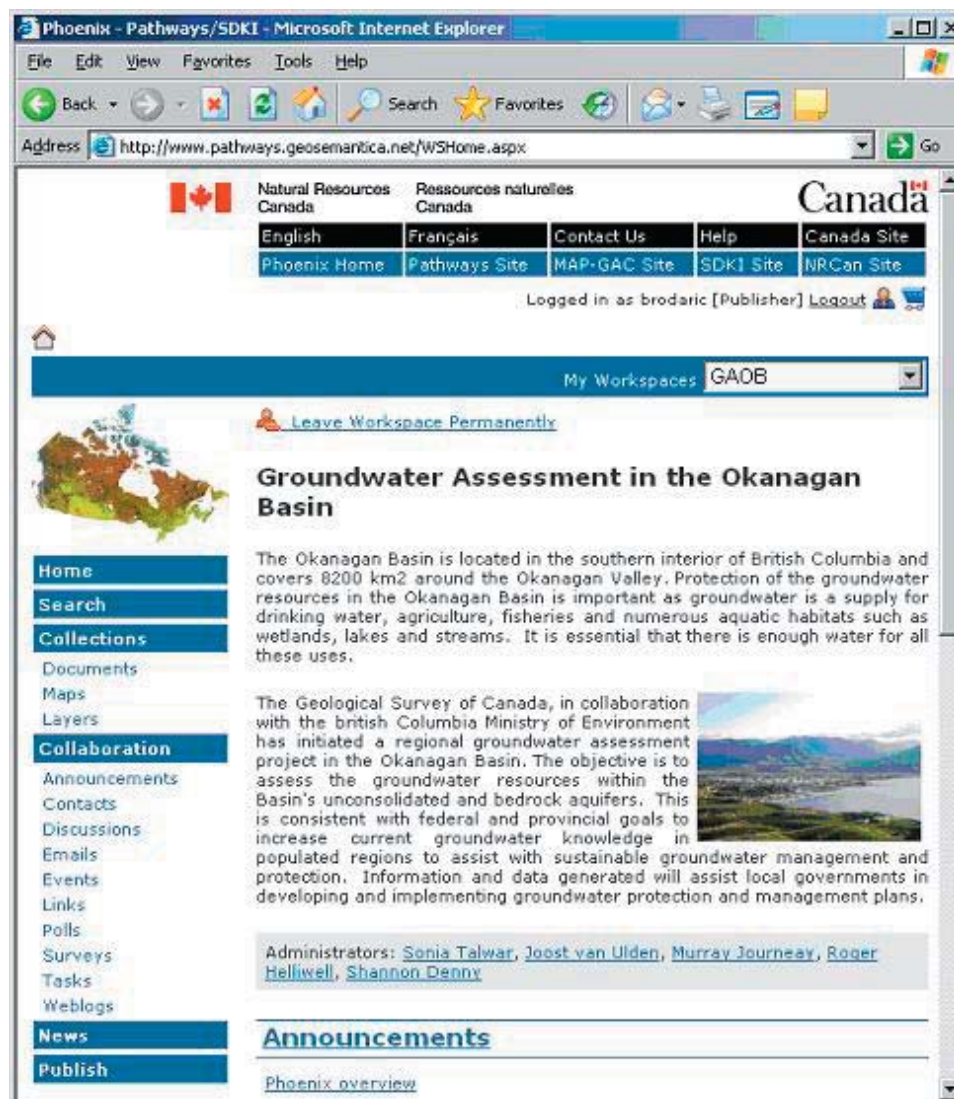 Phoenix - Pathways/SDKI - Microsoft Internet Explorer
File Edit View Favorites Tools Help
Back Search Favorites
Address http://www.pathways.geosemantica.net/WSHome.aspx Go
Natural Resources Canada Ressources naturelles Canada Canada
English Français Contact Us Help Canada Site
Phoenix Home Pathways Site MAP-GAC Site SDKI Site NRCan Site
Logged in as brodaric [Publisher] Logout
My Workspaces GAOB
Leave Workspace Permanently
Groundwater Assessment in the Okanagan
Basin
The Okanagan Basin is located in the southern interior of British Columbia and
covers 8200 km2 around the Okanagan Valley. Protection of the groundwater
resources in the Okanagan Basin is important as groundwater is a supply for
drinking water, agriculture, fisheries and numerous aquatic habitats such as
wetlands, lakes and streams. It is essential that there is enough water for all
these uses.
The Geological Survey of Canada, in collaboration
with the british Columbia Ministry of Environment
has initiated a regional groundwater assessment
project in the Okanagan Basin. The objective is to
assess the groundwater resources within the
Basin's unconsolidated and bedrock aquifers. This
is consistent with federal and provincial goals to
increase current groundwater knowledge in
populated regions to assist with sustainable groundwater management and
protection. Information and data generated will assist local governments in
developing and implementing groundwater protection and management plans.
Administrators: Sonia Talwar, Joost van Ulden, Murray Journeay, Roger
Helliwell, Shannon Denny
Announcements
Phoenix overview
Home
Search
Collections
Documents
Maps
Layers
Collaboration
Announcements
Contacts
Discussions
Emails
Events
Links
Polls
Surveys
Tasks
Weblogs
News
Publish